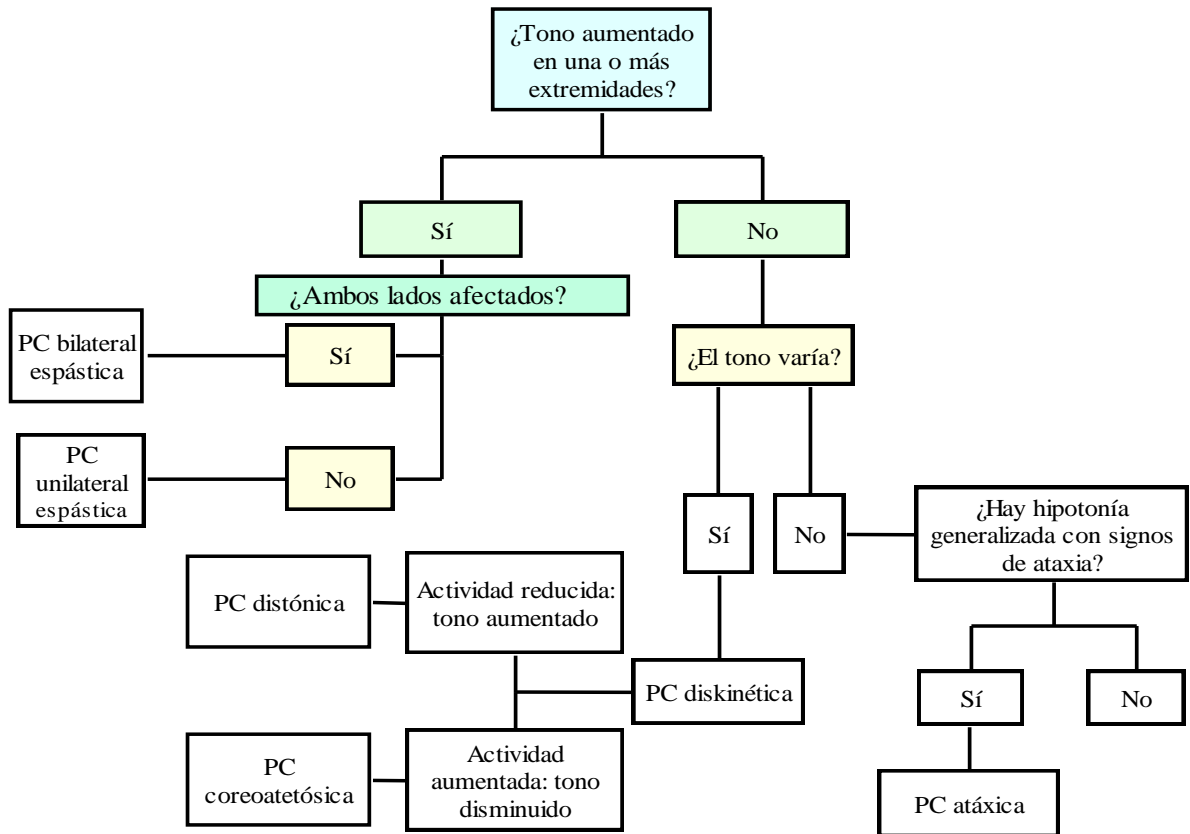 ¿Tono aumentado
en una o más
extremidades?
Sí
No
¿Ambos lados afectados?
PC bilateral
espástica
Sí
¿El tono varía?
PC
unilateral
espástica
No
Sí
No
¿Hay hipotonía
generalizada con signos
de ataxia?
PC distónica
Actividad reducida:
tono aumentado
PC diskinética
Sí
No
PC
coreoatetósica
Actividad
aumentada: tono
disminuido
PC atáxica